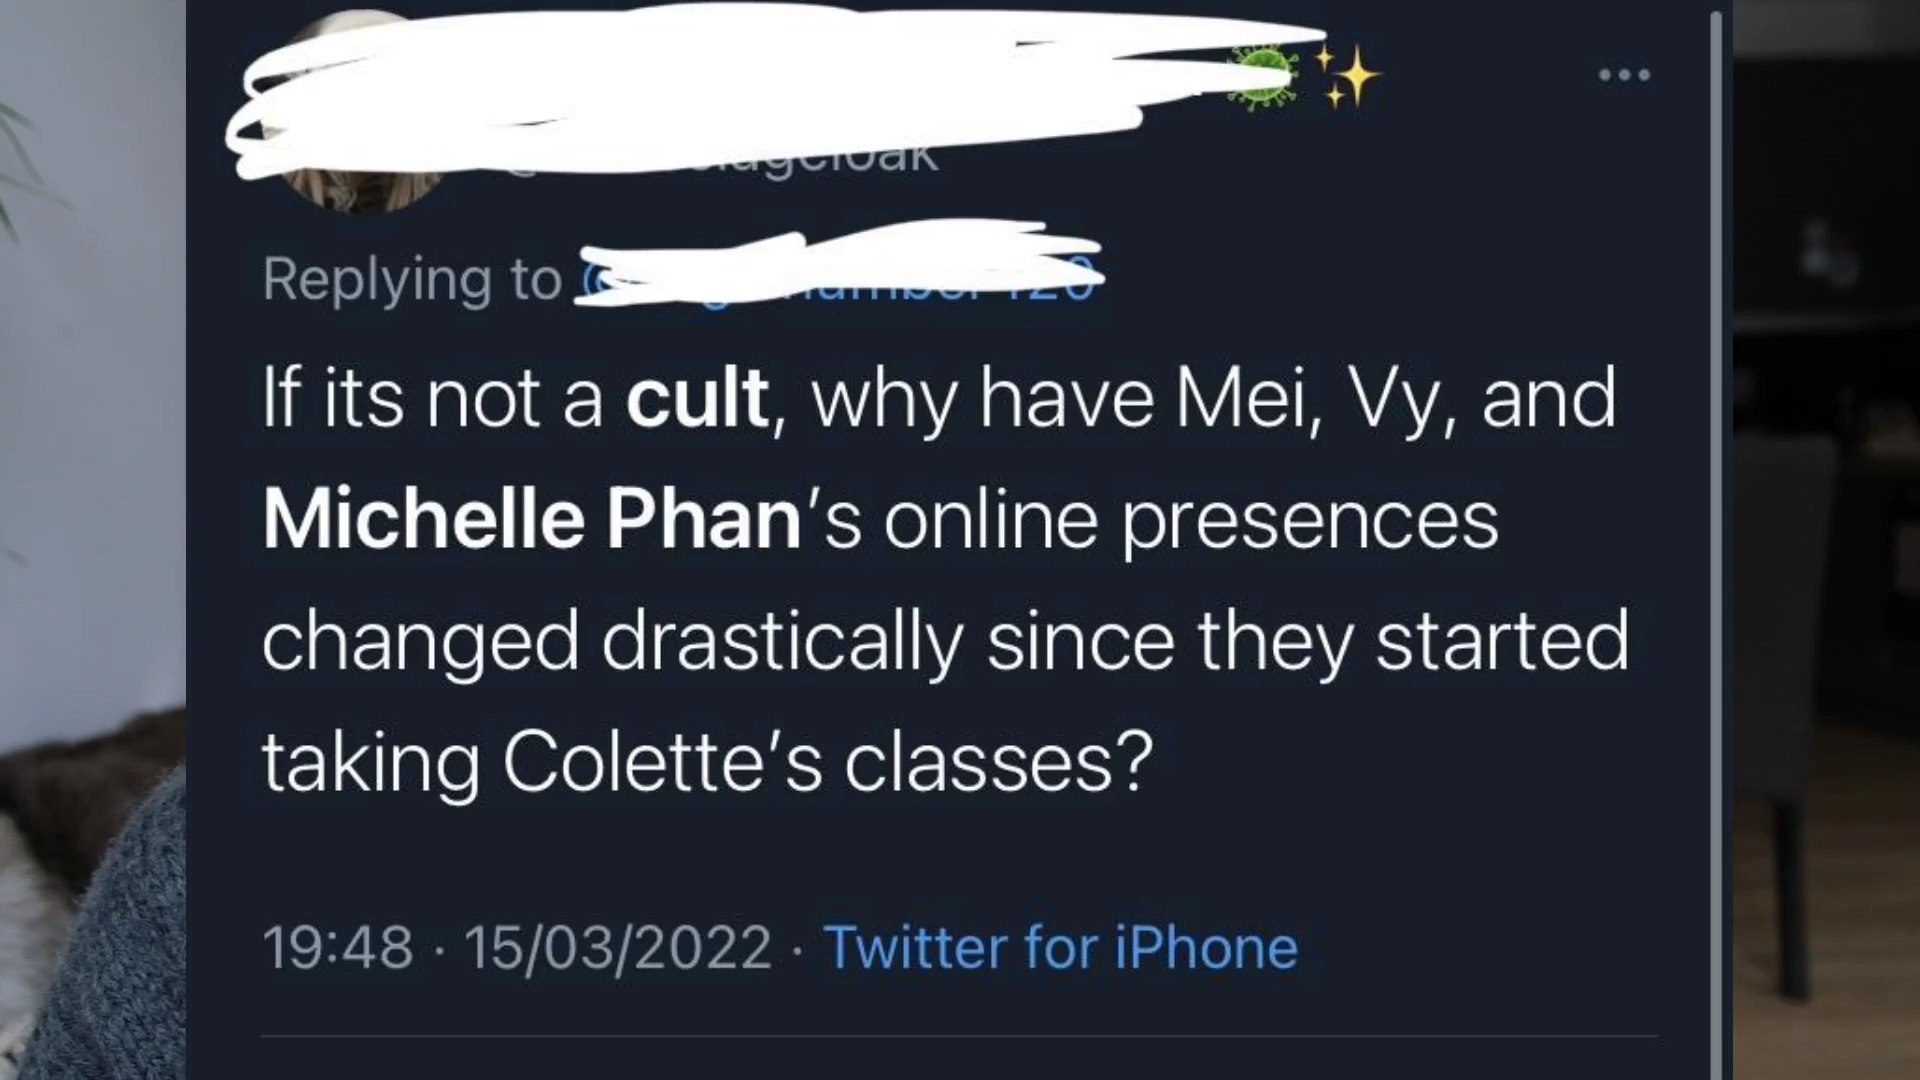 Replying to
If its not a cult, why have Mei, Vy, and
Michelle Phan's online presences
changed drastically since they started
taking Colette's classes?
19:48 · 15/03/2022 · Twitter for iPhone